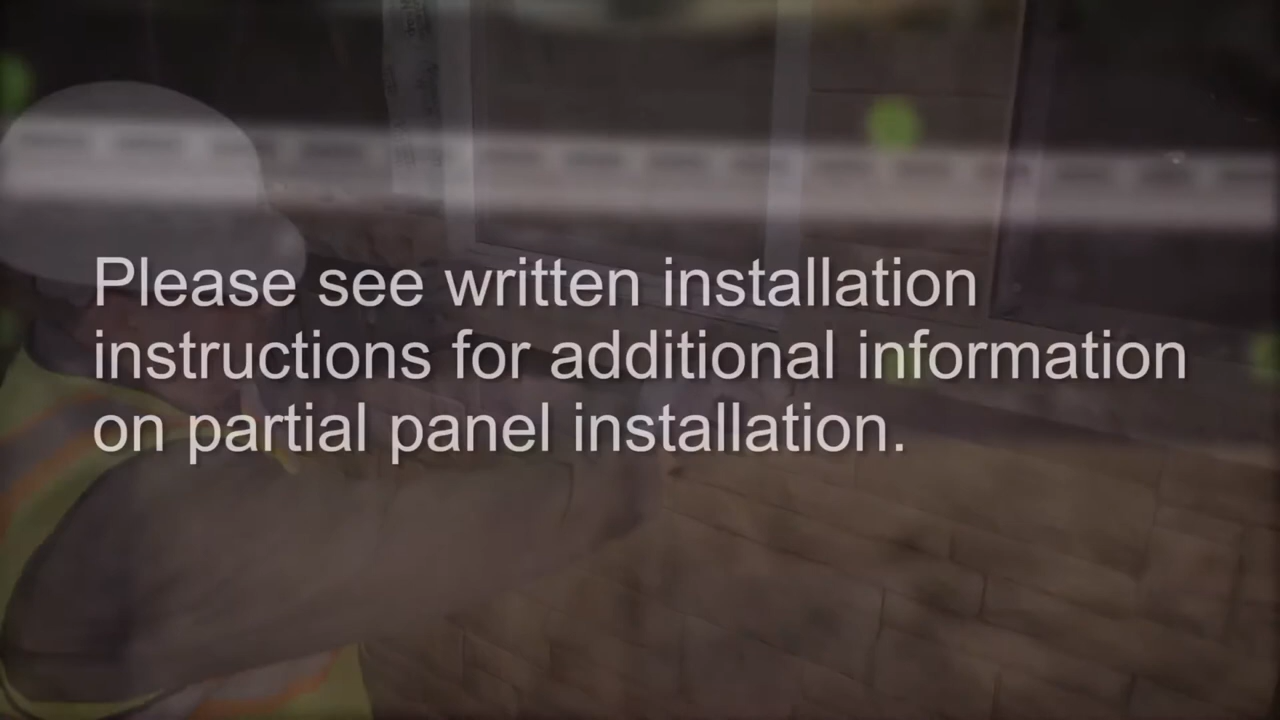 Please see written installation
instructions for additional information
on partial panel installation.